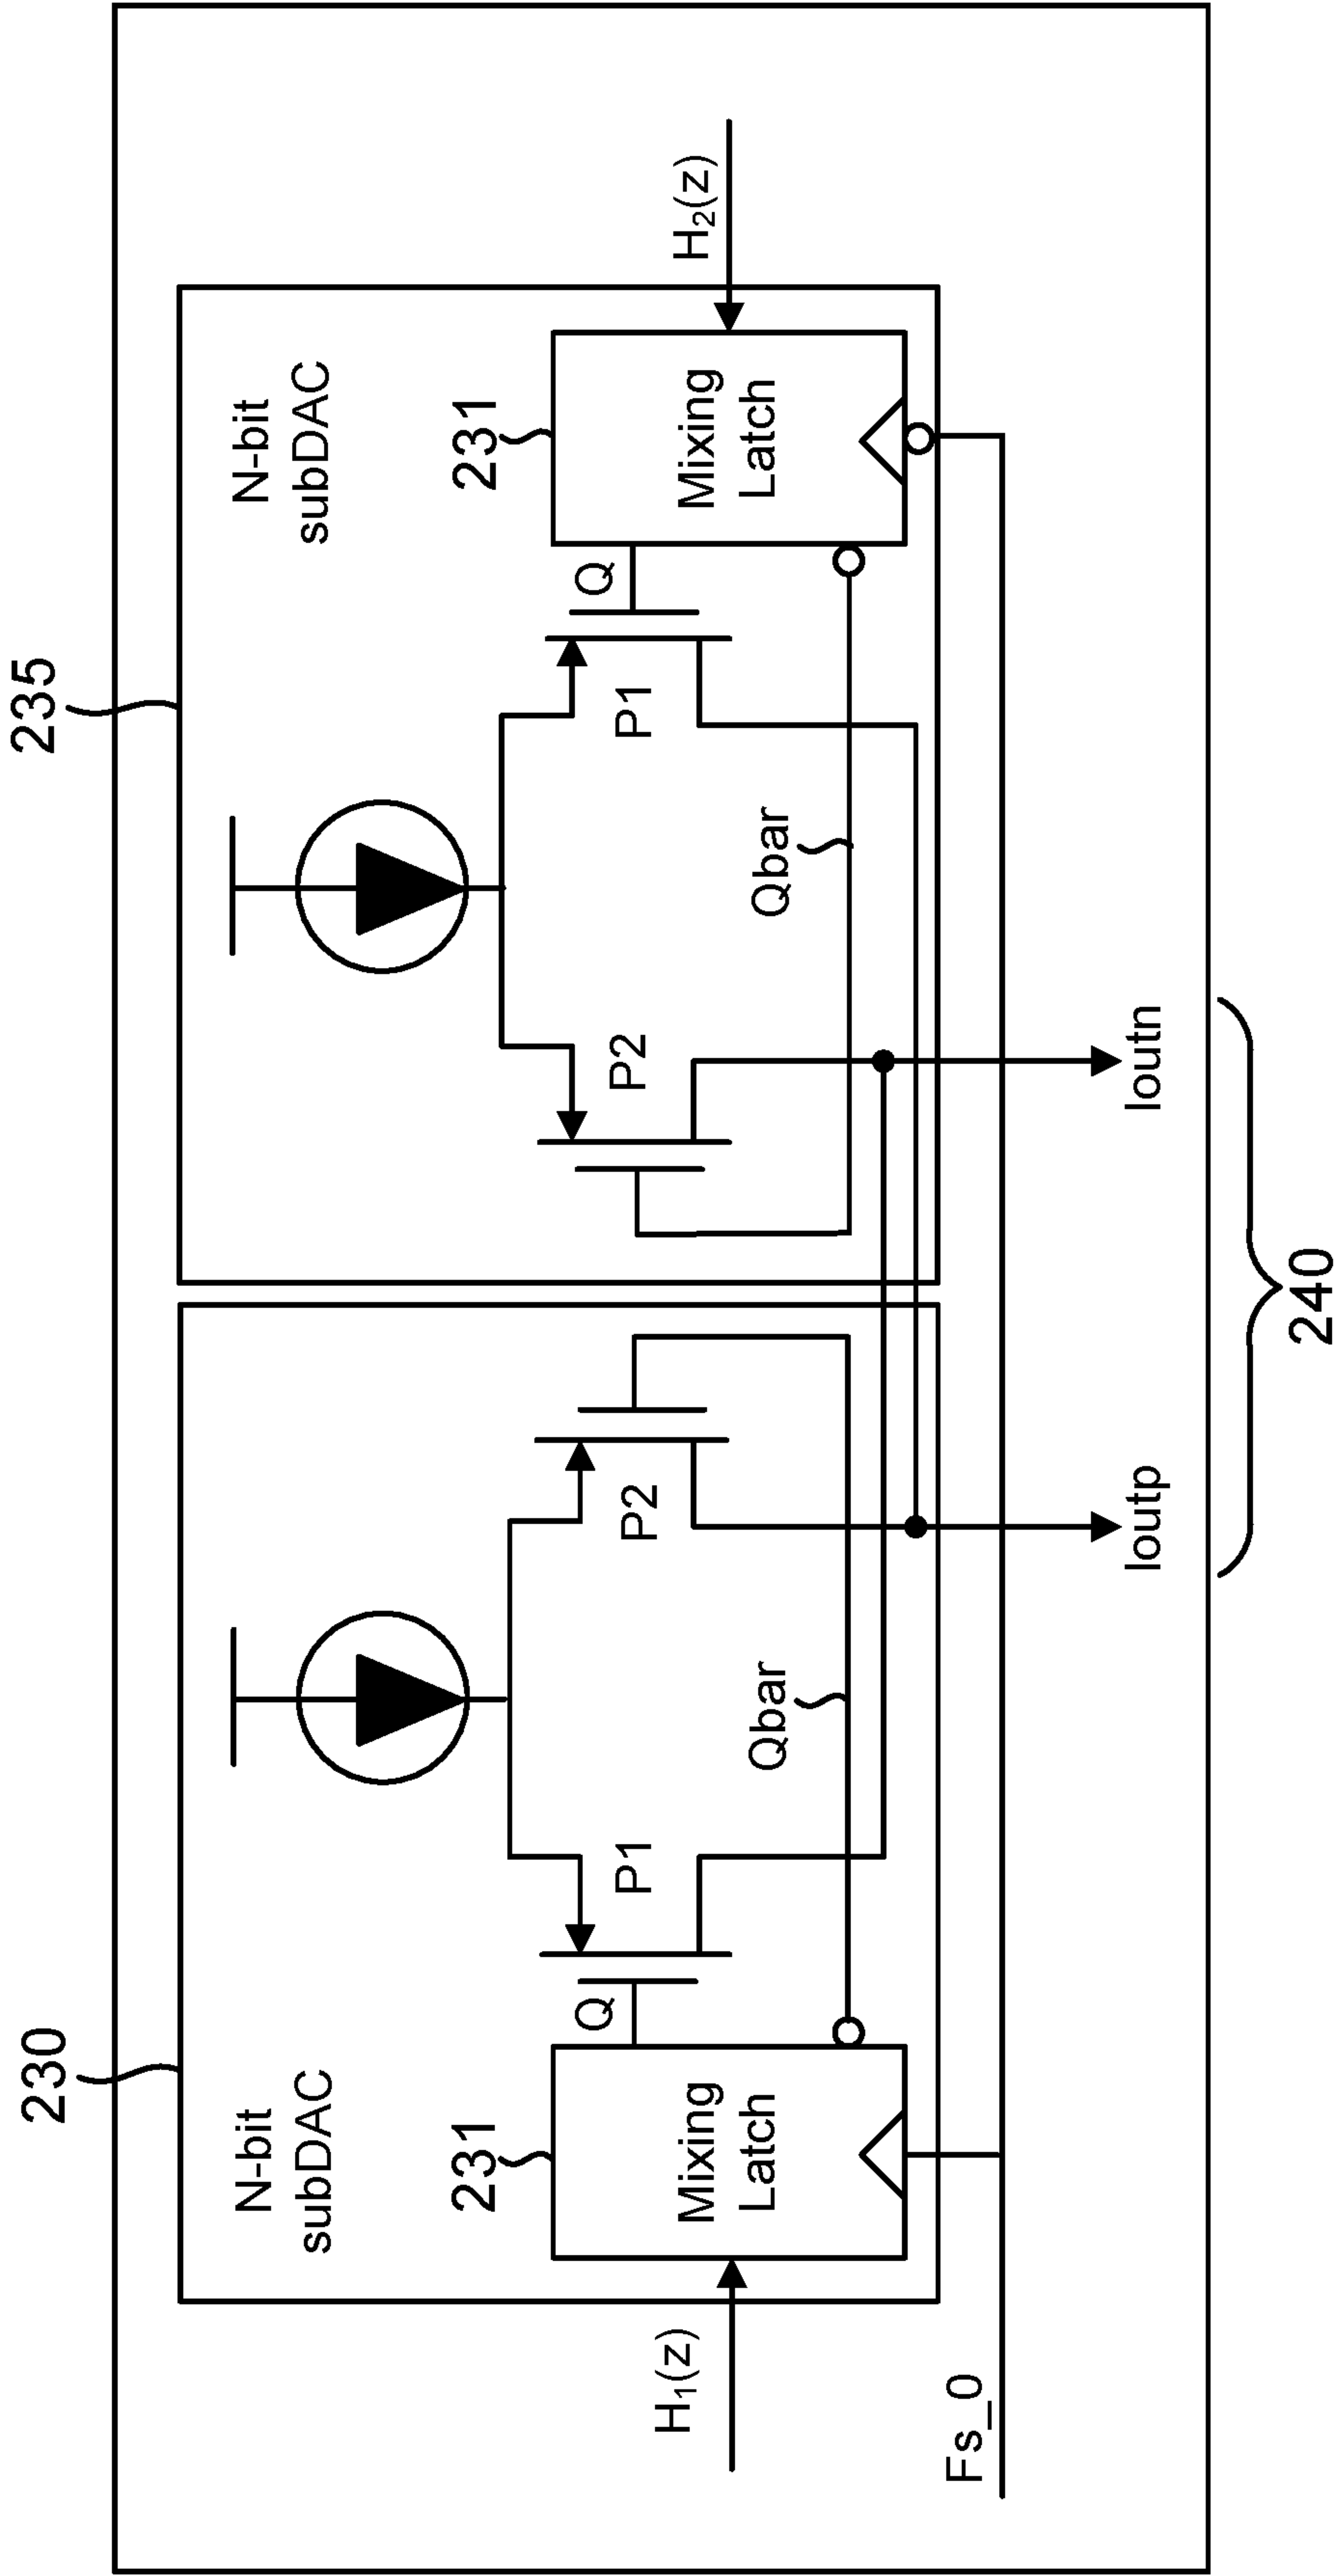 230
235
N-bit
subDAC
N-bit
subDAC
231
231
Q
P1
P2
P2
P1
Q
H₁(z)
Mixing
Latch
Mixing
Latch
H₂(z)
Qbar
Qbar
Fs_0
Ioutp
Ioutn
240